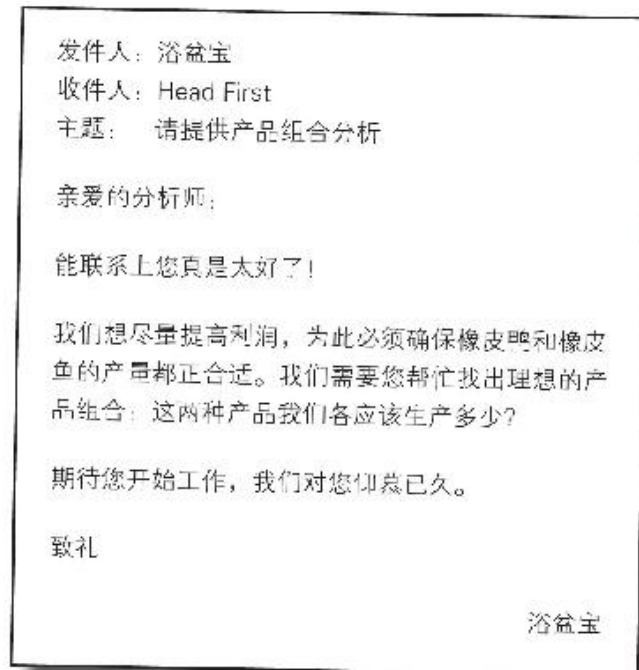 发件人：浴盆宝
收件人：Head First
主题：　请提供产品组合分析
亲爱的分析师：
能联系上您真是太好了！
我们想尽量提高利润，为此必须确保橡皮鸭和橡皮
鱼的产量都正合适。我们需要您帮忙找出理想的产
品组合：这两种产品我们各应该生产多少？
期待您开始工作，我们对您仰慕已久。
致礼
浴盆宝